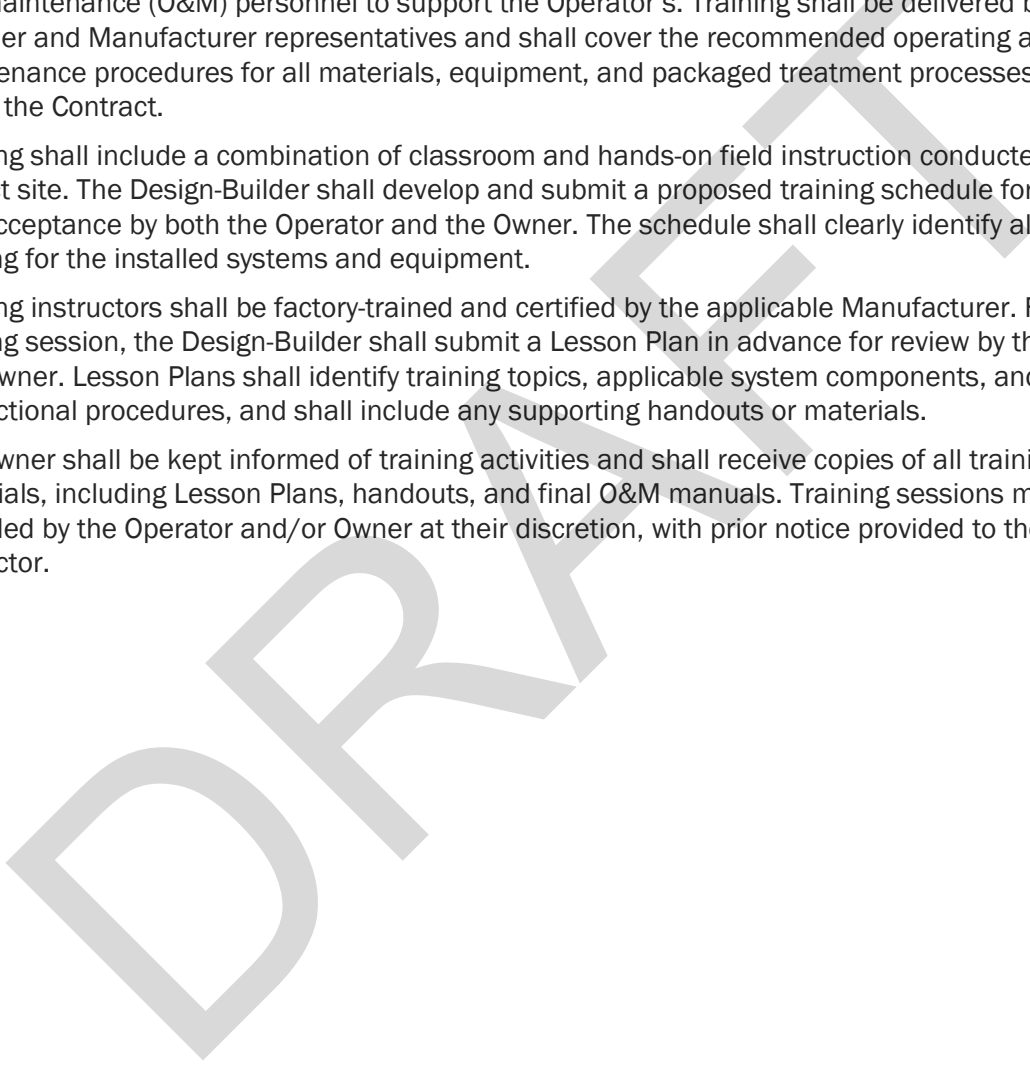 aintenance (O&M) personnel to support the Operator's. Training shall be delivered b
er and Manufacturer representatives and shall cover the recommended operating a
enance procedures for all materials, equipment, and packaged treatment processes
the Contract.
ng shall include a combination of classroom and hands-on field instruction conducte
ct site. The Design-Builder shall develop and submit a proposed training schedule for
cceptance by both the Operator and the Owner. The schedule shall clearly identify al
ng for the installed systems and equipment.
ng instructors shall be factory-trained and certified by the applicable Manufacturer. F
ng session, the Design-Builder shall submit a Lesson Plan in advance for review by th
wner. Lesson Plans shall identify training topics, applicable system components, and
ctional procedures, and shall include any supporting handouts or materials.
wner shall be kept informed of training activities and shall receive copies of all traini
ials, including Lesson Plans, handouts, and final O&M manuals. Training sessions m
ded by the Operator and/or Owner at their discretion, with prior notice provided to the
ctor.
DRAFT